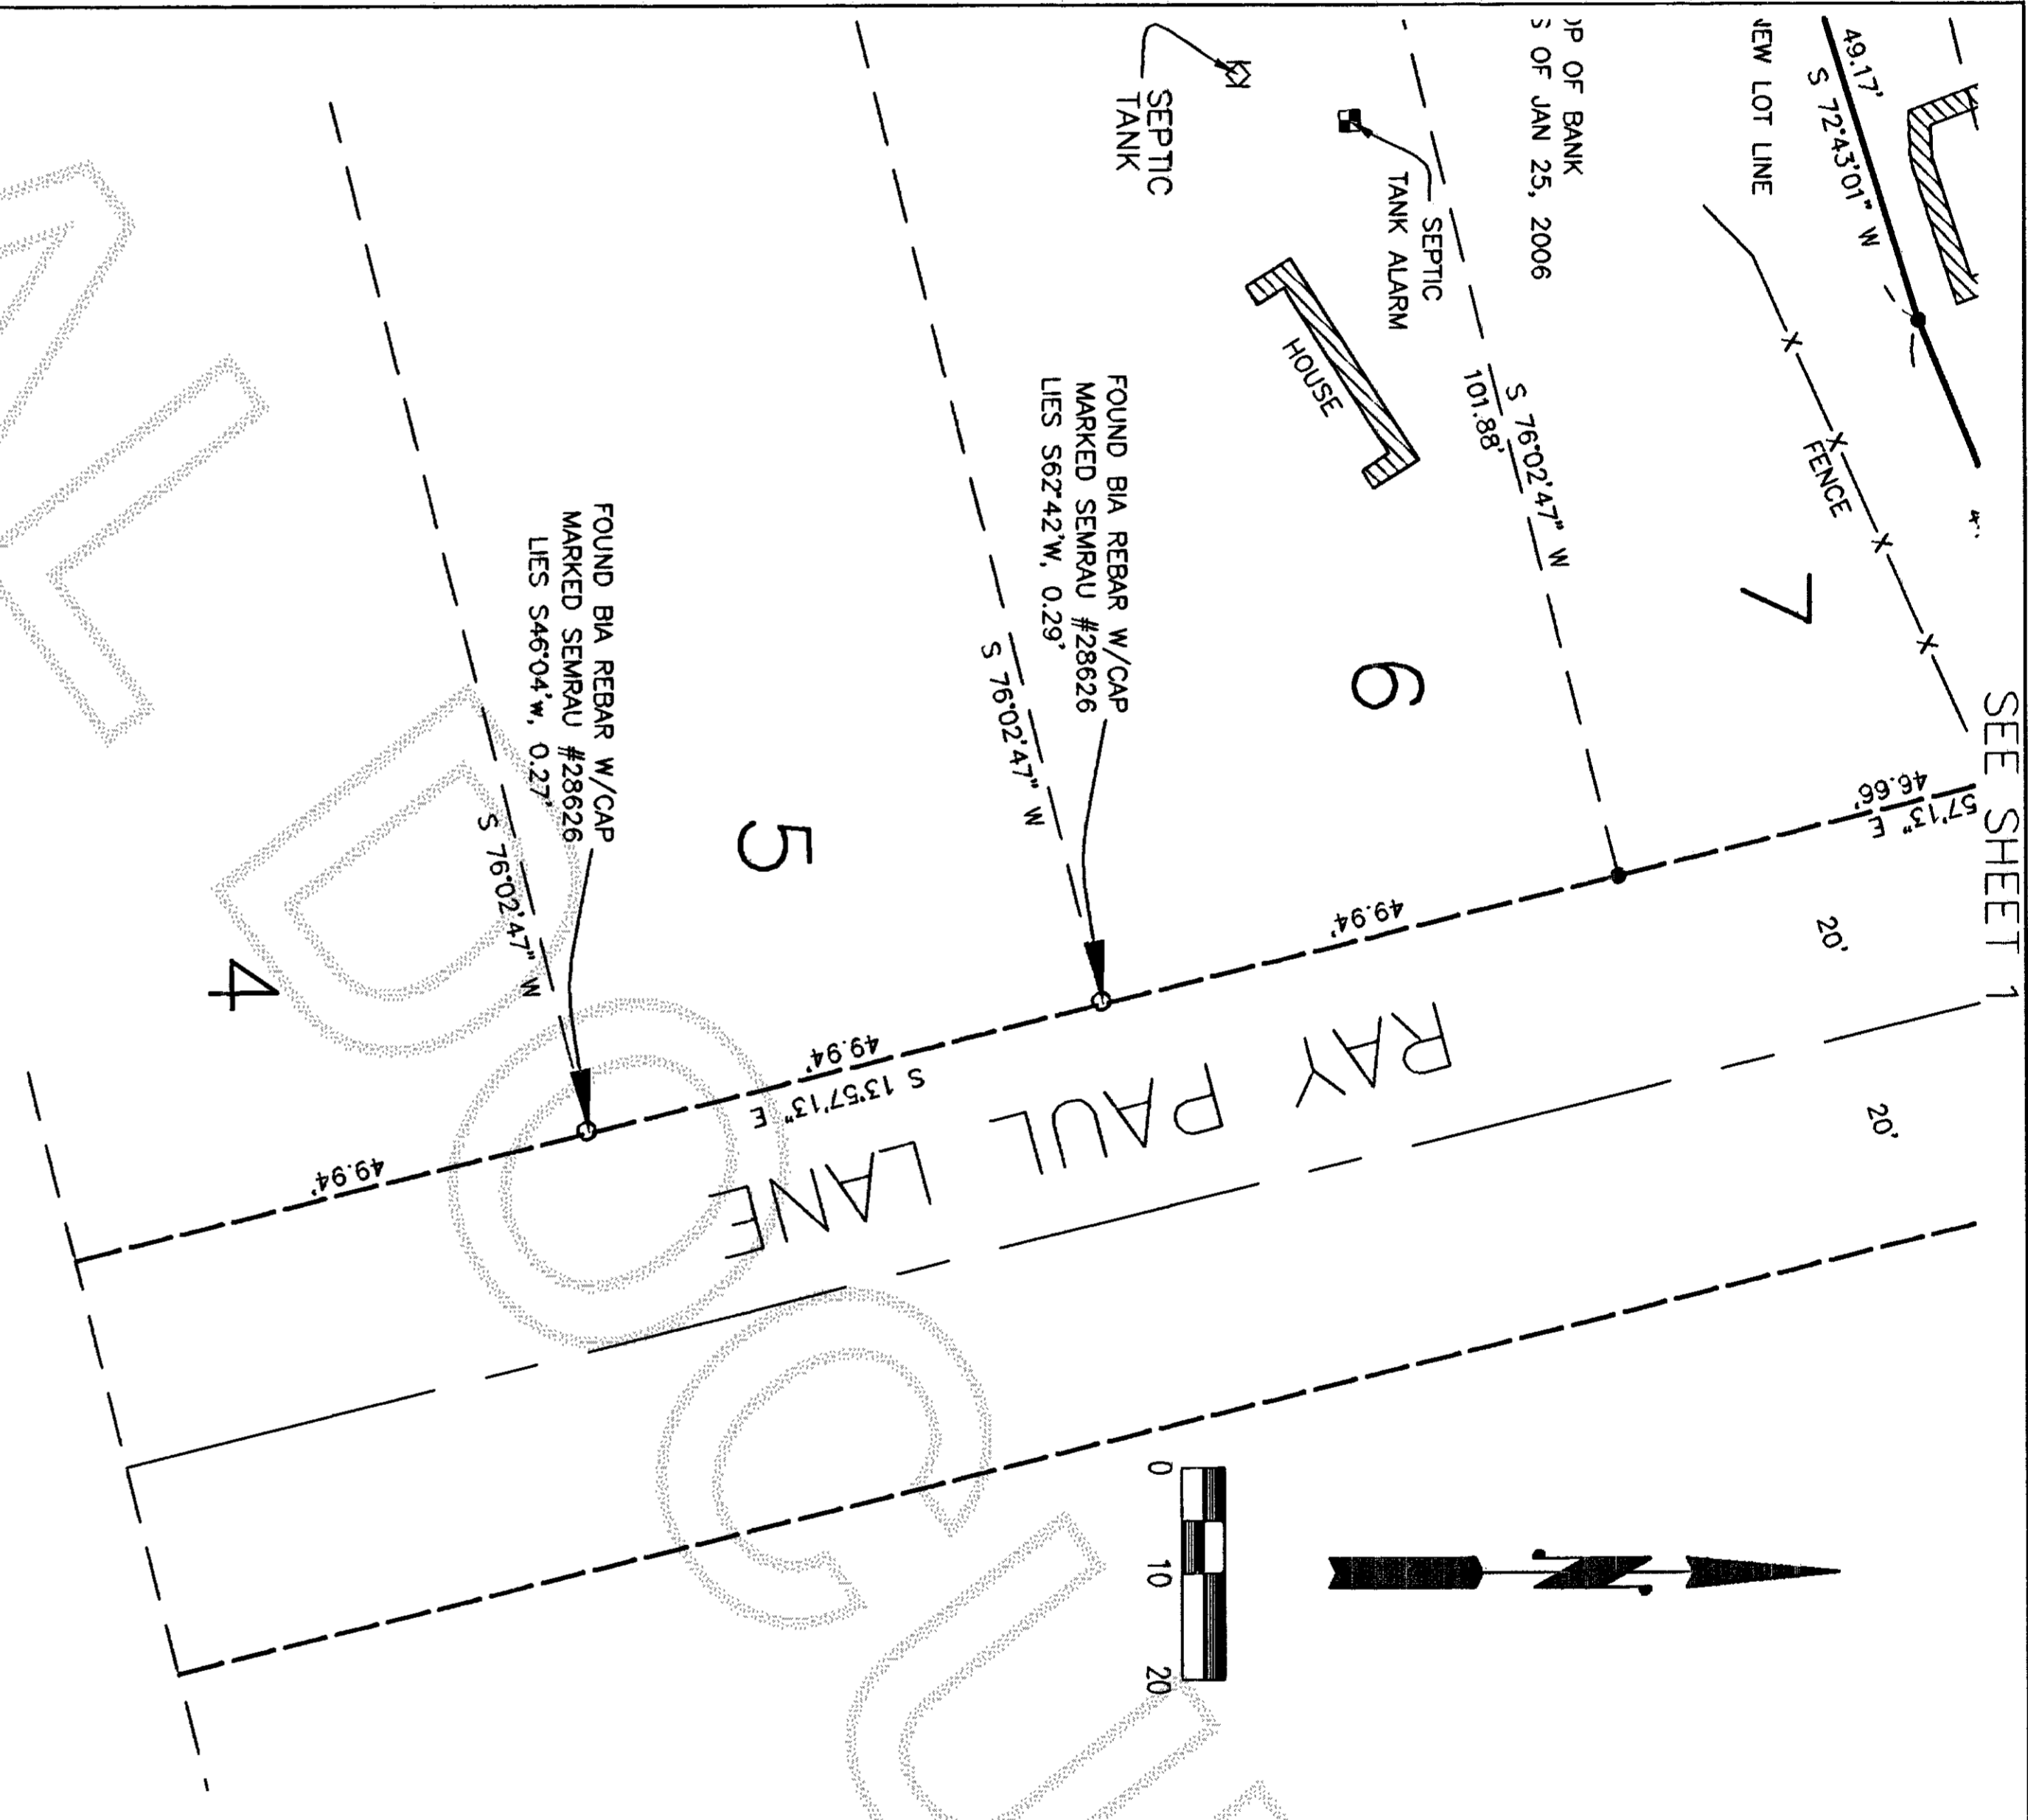 SEE SHEET 1
49.17'
S 72°43'01" W
NEW LOT LINE
OF BANK
OF JAN 25, 2006
FENCE
7
57'13" E
46.66'
20'
20'
SEPTIC
TANK ALARM
S 76°02'47" W
101.88'
HOUSE
6
49.94'
SEPTIC
TANK
FOUND BIA REBAR W/CAP
MARKED SEMRAU #28626
LIES S62°42'W, 0.29'
S 76°02'47" W
RAY PAUL LANE
5
49.94'
S 13°57'13" E
FOUND BIA REBAR W/CAP
MARKED SEMRAU #28626
LIES S46°04'W, 0.27'
S 76°02'47" W
4
49.94'
0 10 20